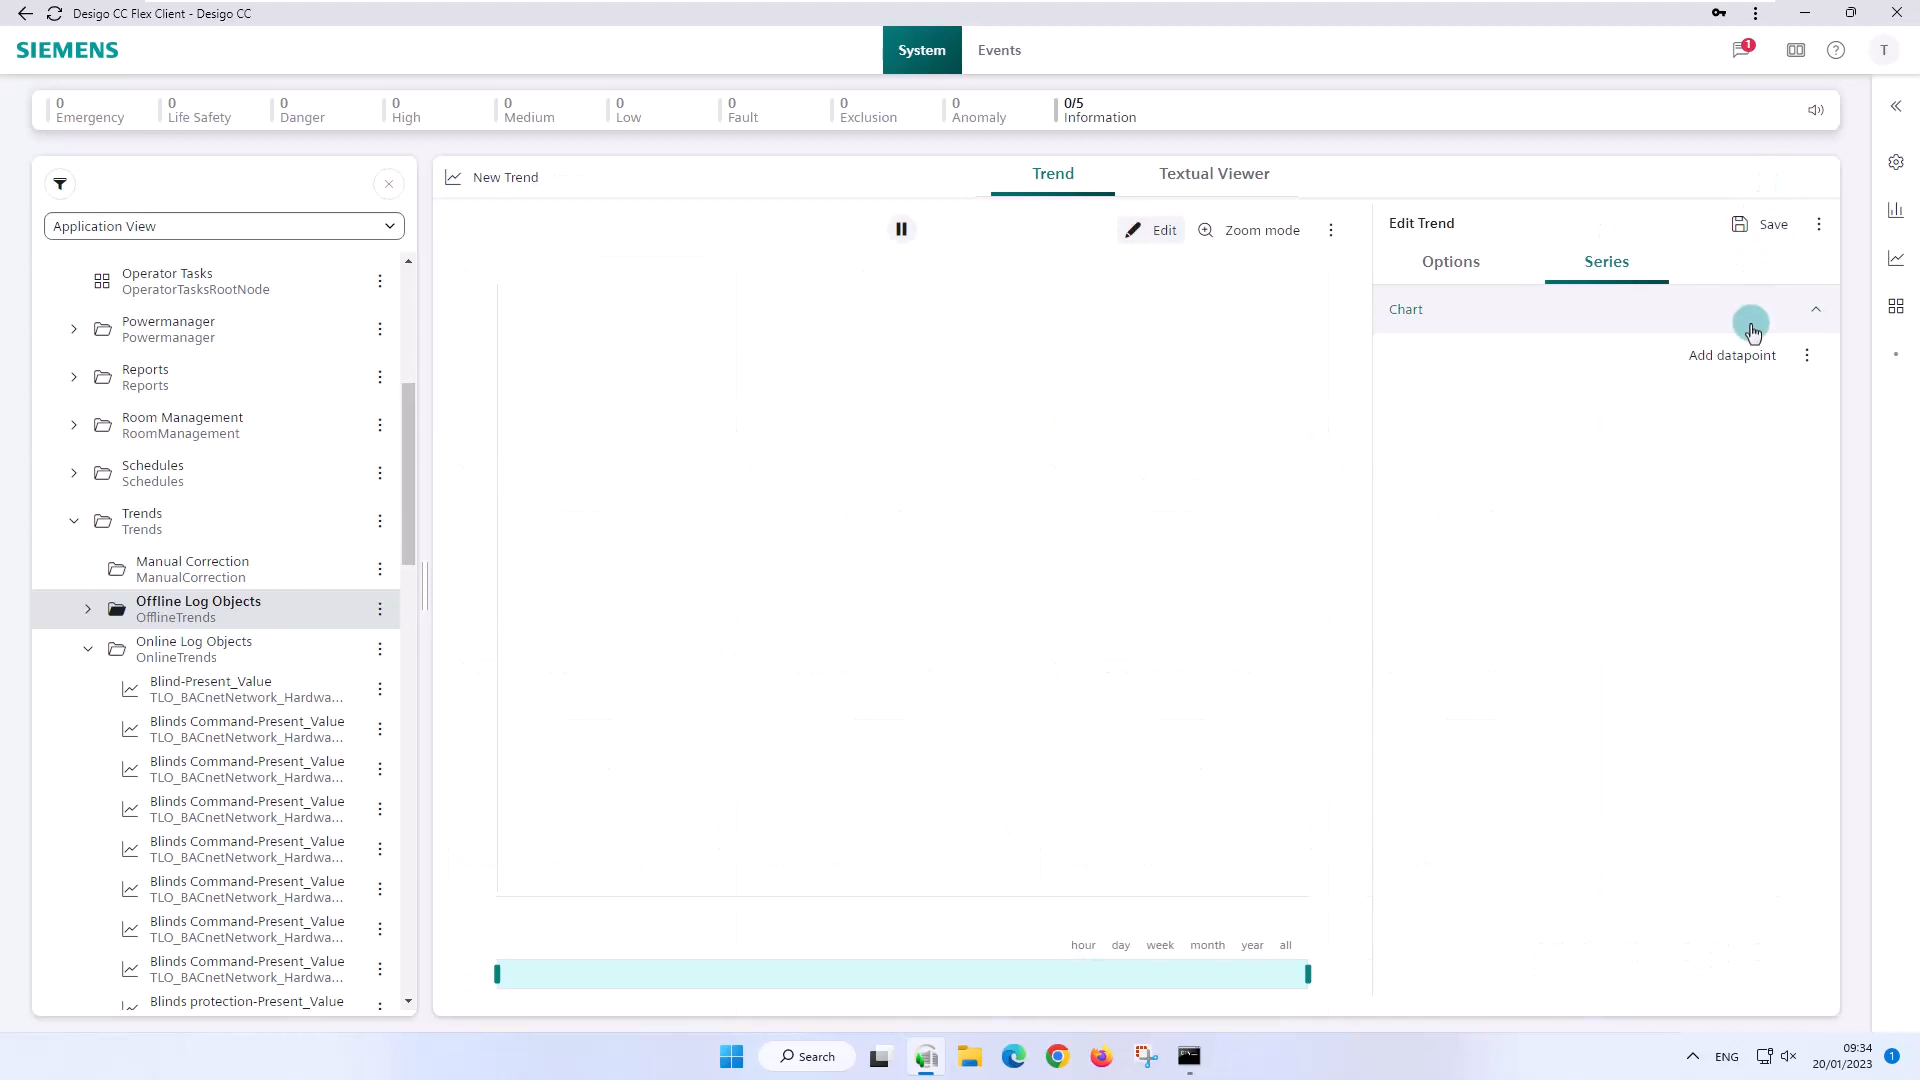 Desigo CC Flex Client - Desigo CC
SIEMENS
System
Events
1
?
T
0
Emergency
0
Life Safety
0
Danger
0
High
0
Medium
0
Low
0
Fault
0
Exclusion
0
Anomaly
0/5
Information
Application View
Operator Tasks
OperatorTasksRootNode
Powermanager
Powermanager
Reports
Reports
Room Management
RoomManagement
Schedules
Schedules
Trends
Trends
Manual Correction
ManualCorrection
Offline Log Objects
OfflineTrends
Online Log Objects
OnlineTrends
Blind-Present_Value
TLO_BACnetNetwork_Hardwa...
Blinds Command-Present_Value
TLO_BACnetNetwork_Hardwa...
Blinds Command-Present_Value
TLO_BACnetNetwork_Hardwa...
Blinds Command-Present_Value
TLO_BACnetNetwork_Hardwa...
Blinds Command-Present_Value
TLO_BACnetNetwork_Hardwa...
Blinds Command-Present_Value
TLO_BACnetNetwork_Hardwa...
Blinds Command-Present_Value
TLO_BACnetNetwork_Hardwa...
Blinds Command-Present_Value
TLO_BACnetNetwork_Hardwa...
Blinds protection-Present_Value
New Trend
Trend
Textual Viewer
Edit
Zoom mode
hour day week month year all
Edit Trend
Save
Options
Series
Chart
Add datapoint
Search
ENG
09:34
20/01/2023
1